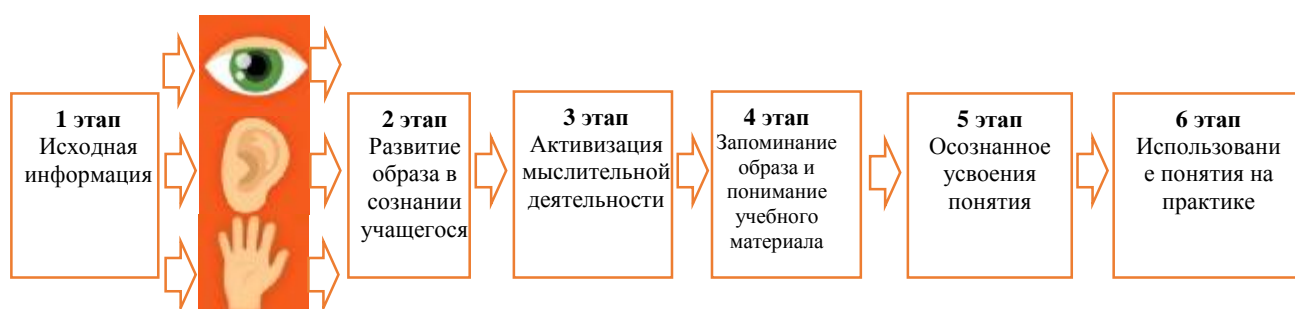 1 этап
Исходная
информация
2 этап
Развитие
образа в
сознании
учащегося
3 этап
Активизация
мыслительной
деятельности
4 этап
Запоминание
образа и
понимание
учебного
материала
5 этап
Осознанное
усвоения
понятия
6 этап
Использовани
е понятия на
практике